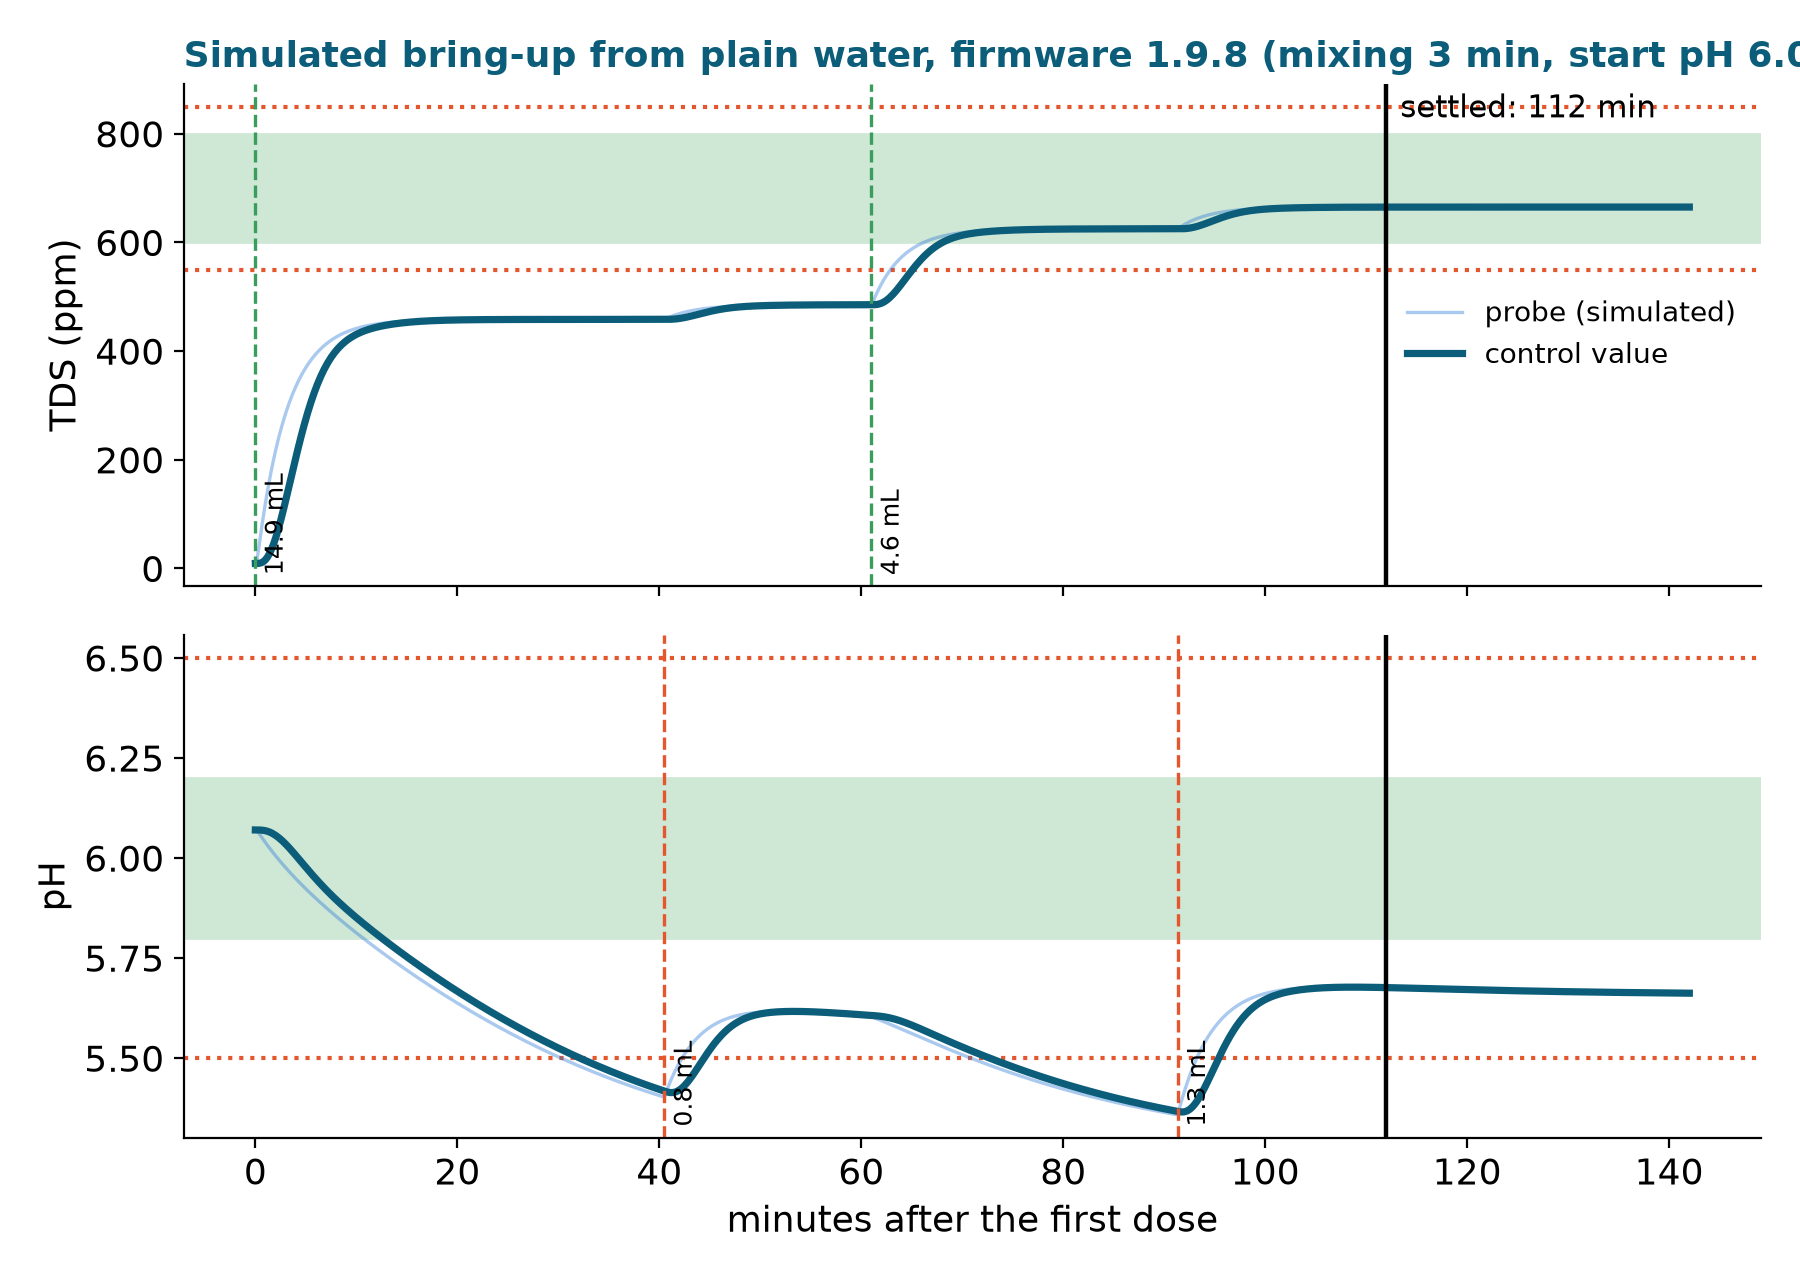 Simulated bring-up from plain water, firmware 1.9.8 (mixing 3 min, start pH 6.0
settled: 112 min
800
600
400
200
0
TDS (ppm)
probe (simulated)
control value
14.9 mL
4.6 mL
6.50
6.25
6.00
5.75
5.50
pH
0.8 mL
1.3 mL
0 20 40 60 80 100 120 140
minutes after the first dose